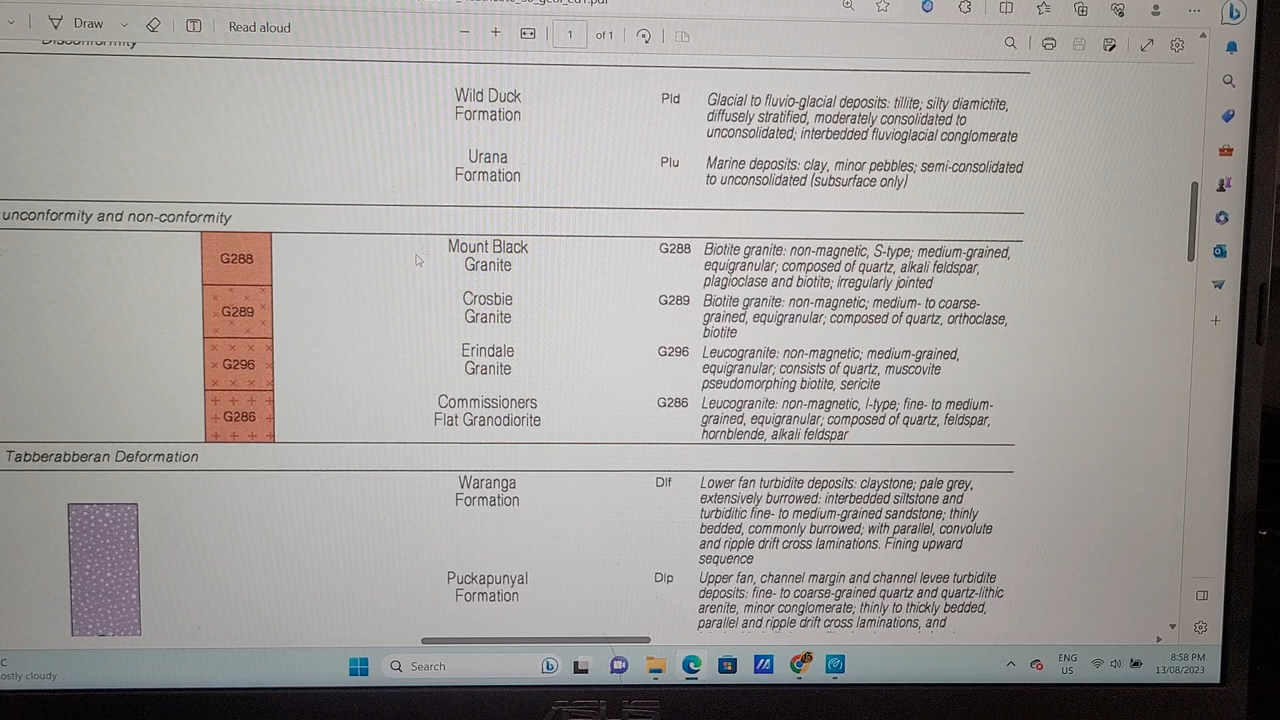 Draw
Read aloud
1
of 1
Disconformity
Wild Duck
Formation
Pld
Glacial to fluvio-glacial deposits: tillite; silty diamictite,
diffusely stratified, moderately consolidated to
unconsolidated; interbedded fluvioglacial conglomerate
Urana
Formation
Plu
Marine deposits: clay, minor pebbles; semi-consolidated
to unconsolidated (subsurface only)
unconformity and non-conformity
G288
Mount Black
Granite
G288
Biotite granite: non-magnetic, S-type; medium-grained,
equigranular; composed of quartz, alkali feldspar,
plagioclase and biotite; irregularly jointed
G289
Crosbie
Granite
G289
Biotite granite: non-magnetic; medium- to coarse-
grained, equigranular; composed of quartz, orthoclase,
biotite
G296
Erindale
Granite
G296
Leucogranite: non-magnetic; medium-grained,
equigranular; consists of quartz, muscovite
pseudomorphing biotite, sericite
G286
Commissioners
Flat Granodiorite
G286
Leucogranite: non-magnetic, I-type; fine- to medium-
grained, equigranular; composed of quartz, feldspar,
hornblende, alkali feldspar
Tabberabberan Deformation
Waranga
Formation
Dlf
Lower fan turbidite deposits: claystone; pale grey,
extensively burrowed: interbedded siltstone and
turbiditic fine- to medium-grained sandstone; thinly
bedded, commonly burrowed; with parallel, convolute
and ripple drift cross laminations. Fining upward
sequence
Puckapunyal
Formation
Dlp
Upper fan, channel margin and channel levee turbidite
deposits: fine- to coarse-grained quartz and quartz-lithic
arenite, minor conglomerate; thinly to thickly bedded,
parallel and ripple drift cross laminations, and
C
ostly cloudy
Search
ENG
US
8:58 PM
13/08/2023
ASUS